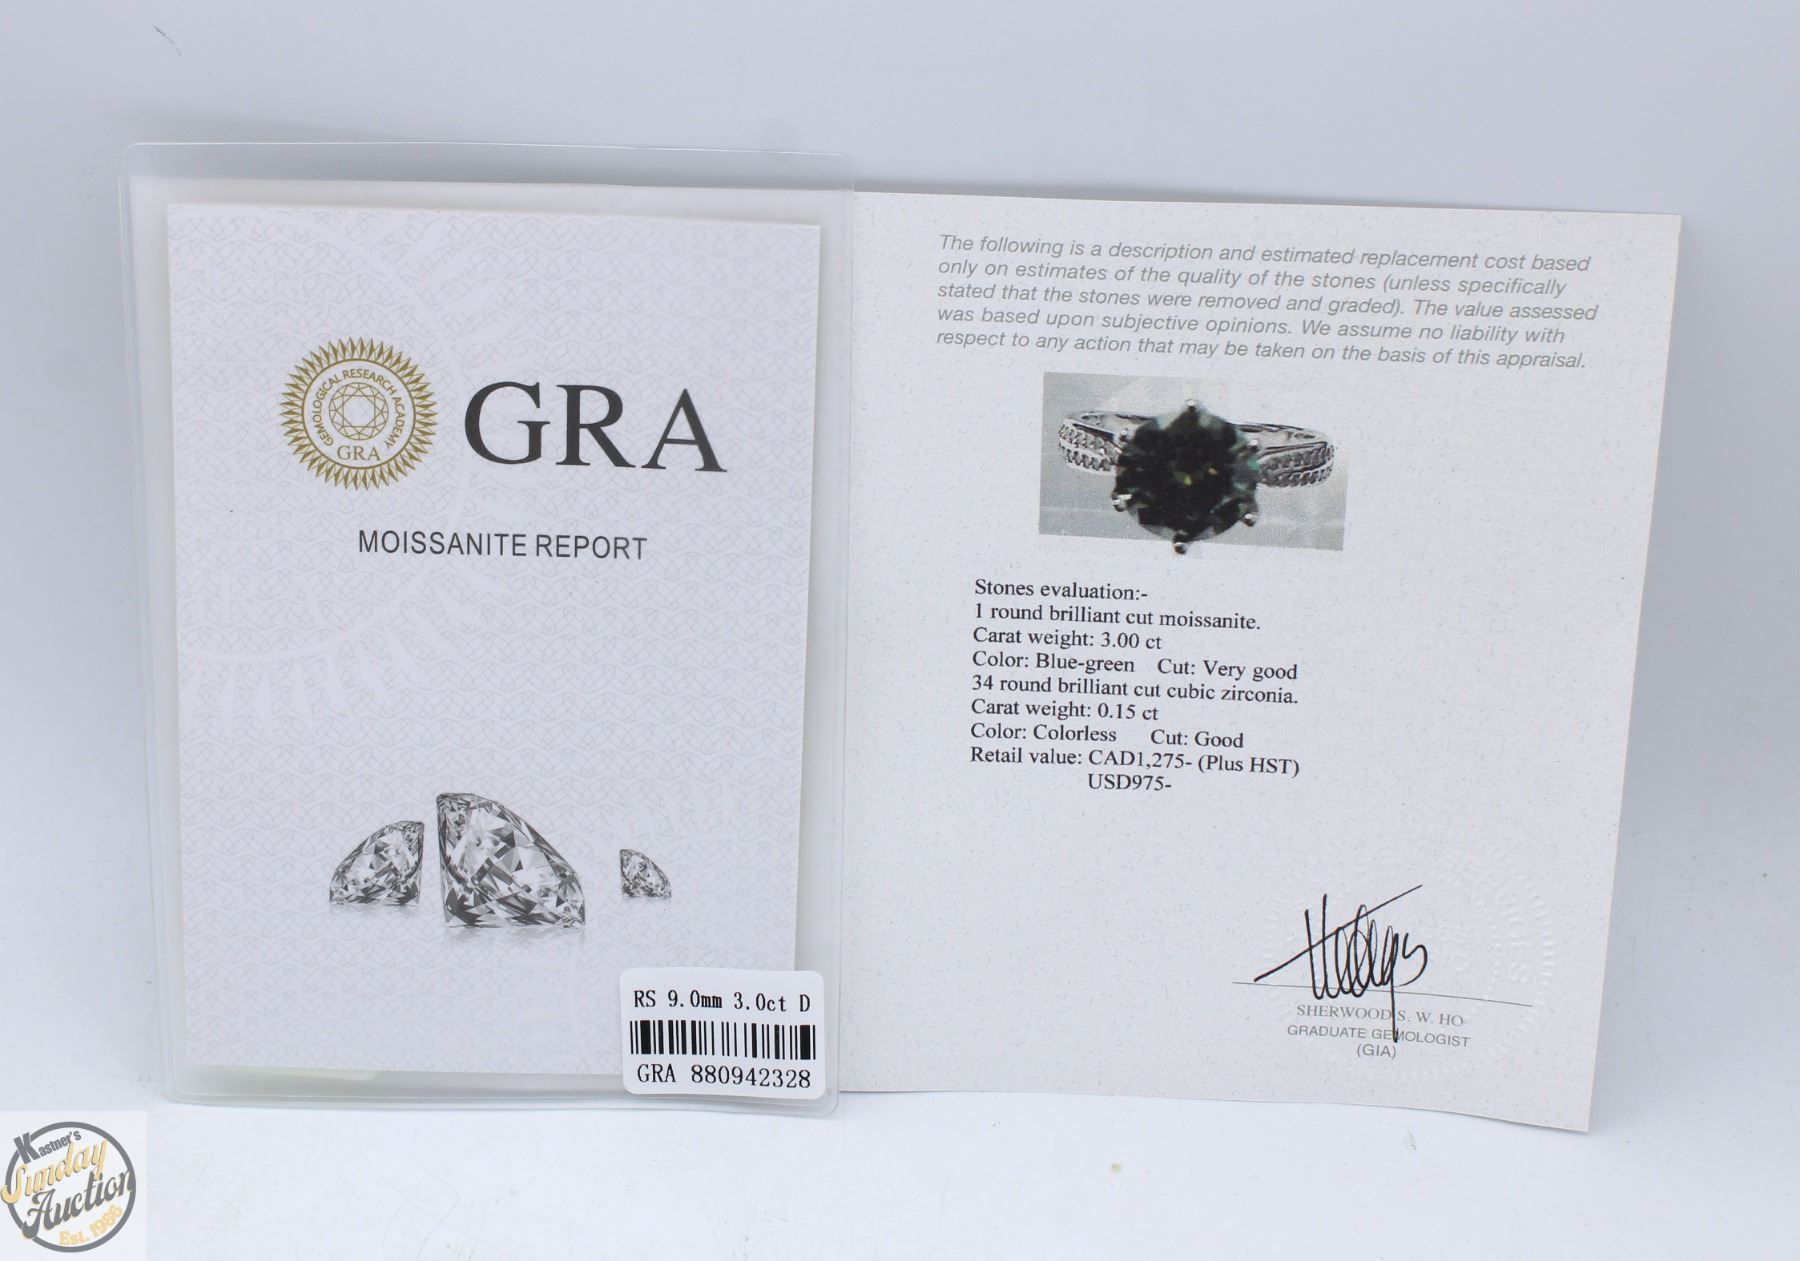 GEMOLOGICAL RESEARCH ACADEMY
GRA
GRA
MOISSANITE REPORT
RS 9.0mm 3.0ct D
GRA 880942328
The following is a description and estimated replacement cost based
only on estimates of the quality of the stones (unless specifically
stated that the stones were removed and graded). The value assessed
was based upon subjective opinions. We assume no liability with
respect to any action that may be taken on the basis of this appraisal.
Stones evaluation:-
1 round brilliant cut moissanite.
Carat weight: 3.00 ct
Color: Blue-green Cut: Very good
34 round brilliant cut cubic zirconia.
Carat weight: 0.15 ct
Color: Colorless Cut: Good
Retail value: CAD1,275- (Plus HST)
USD975-
SHERWOOD S. W. HO
GRADUATE GEMOLOGIST
(GIA)
Kastner's
Sunday
Auction
Est. 1986